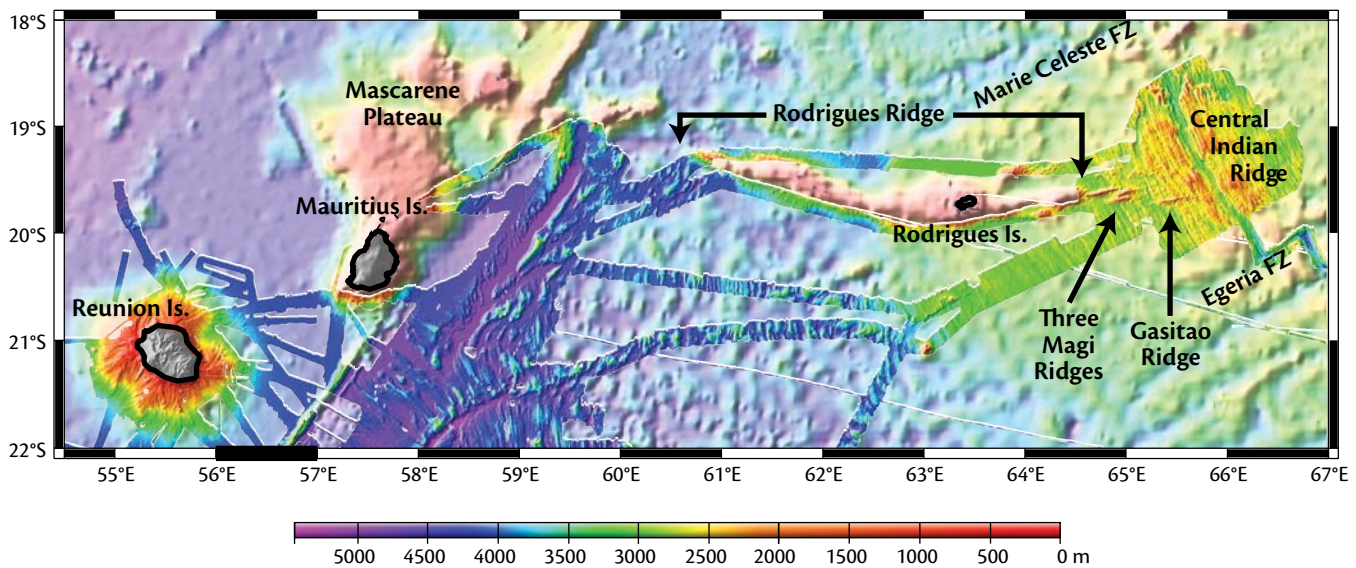 18°S
19°S
20°S
21°S
22°S
Mascarene
Plateau
Mauritius Is.
Reunion Is.
Rodrigues Ridge
Marie Celeste FZ
Central
Indian
Ridge
Rodrigues Is.
Egeria FZ
Three
Magi
Ridges
Gasitao
Ridge
55°E 56°E 57°E 58°E 59°E 60°E 61°E 62°E 63°E 64°E 65°E 66°E 67°E
5000 4500 4000 3500 3000 2500 2000 1500 1000 500 0 m